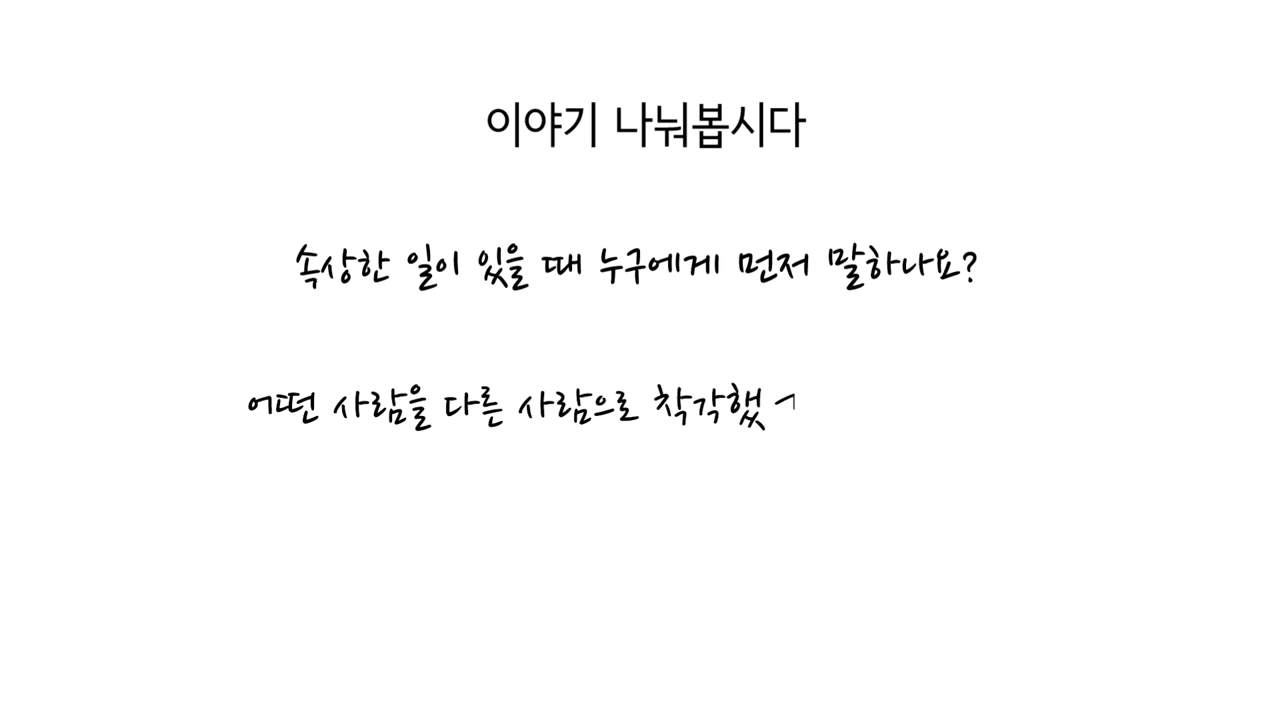 이야기 나눠봅시다
속상한 일이 있을 때 누구에게 먼저 말하나요?
어떤 사람을 다른 사람으로 착각했